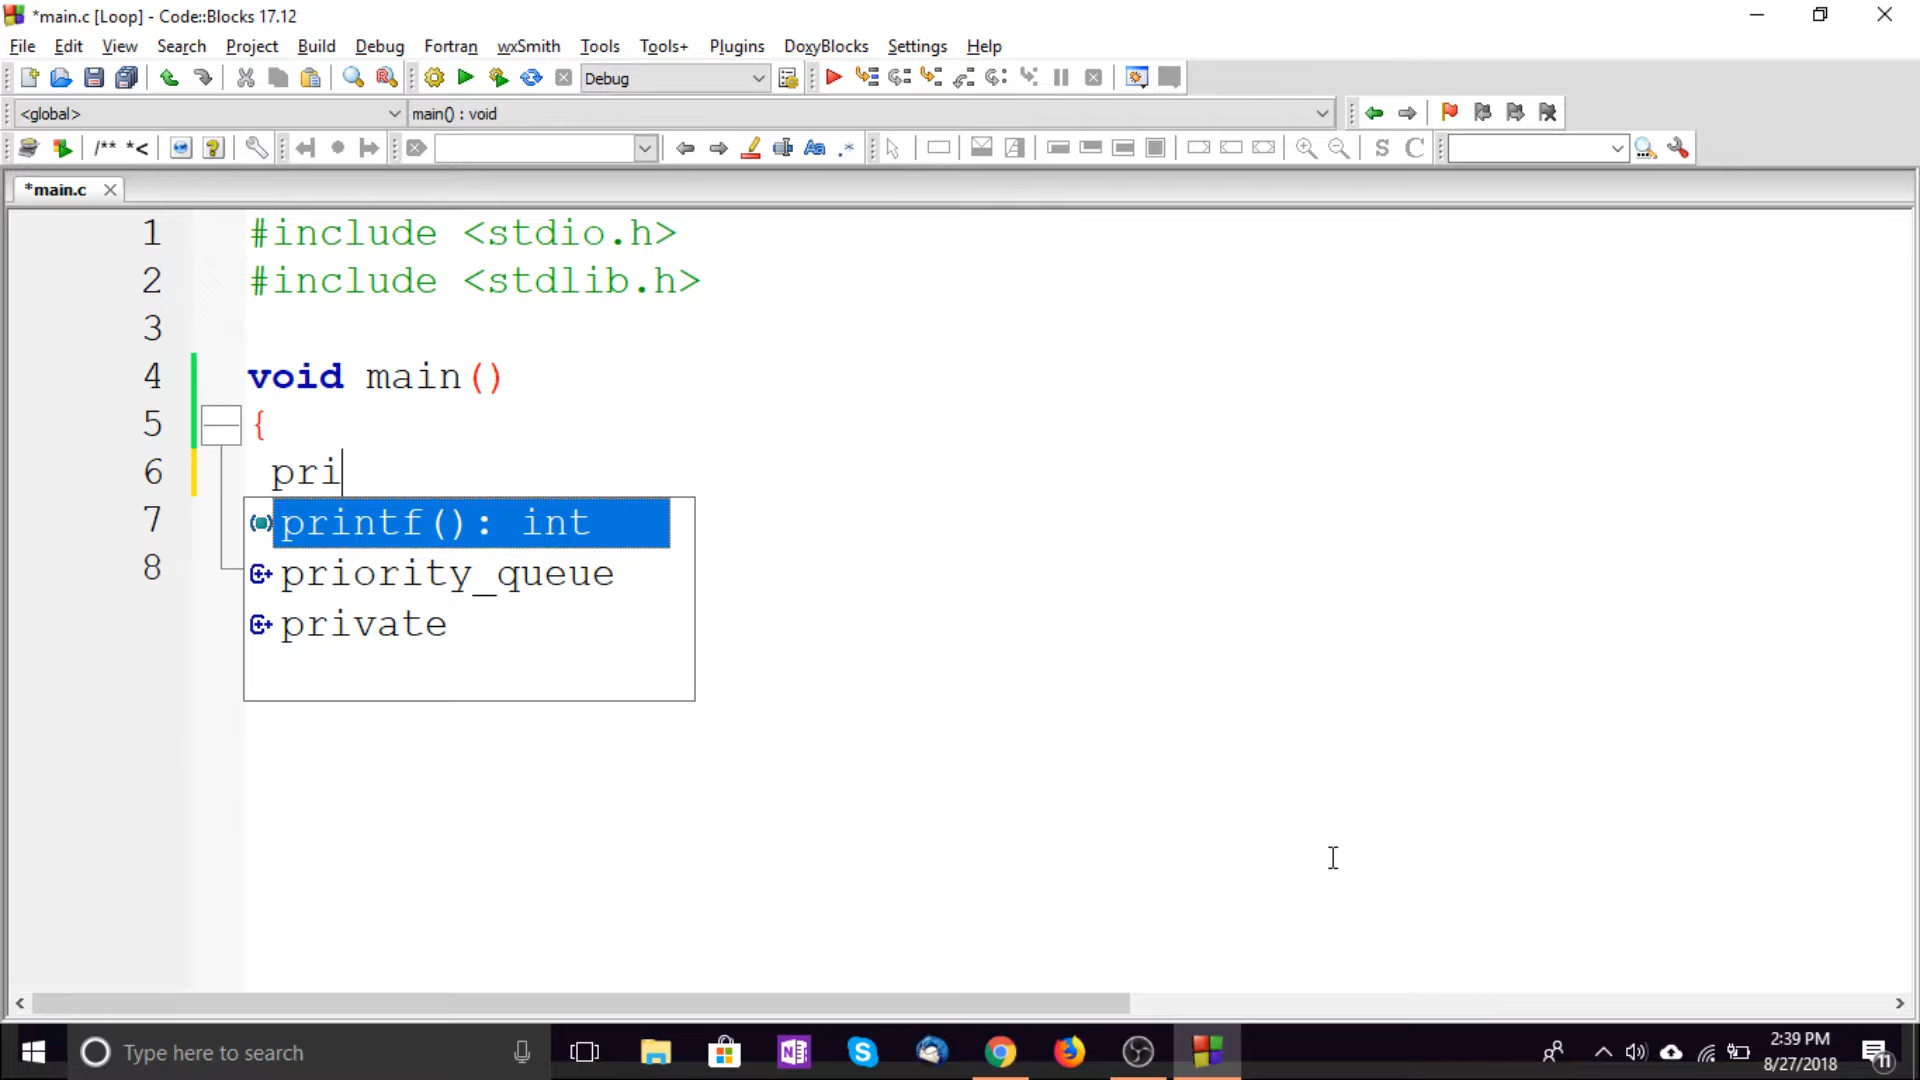 *main.c [Loop] - Code::Blocks 17.12
File Edit View Search Project Build Debug Fortran wxSmith Tools Tools+ Plugins DoxyBlocks Settings Help
Debug
<global> main() : void
/** *< Aa .* S C
*main.c
1 #include <stdio.h>
2 #include <stdlib.h>
3
4 void main()
5 {
6 pri
7 printf(): int
priority_queue
8
private
Type here to search
2:39 PM
8/27/2018
11